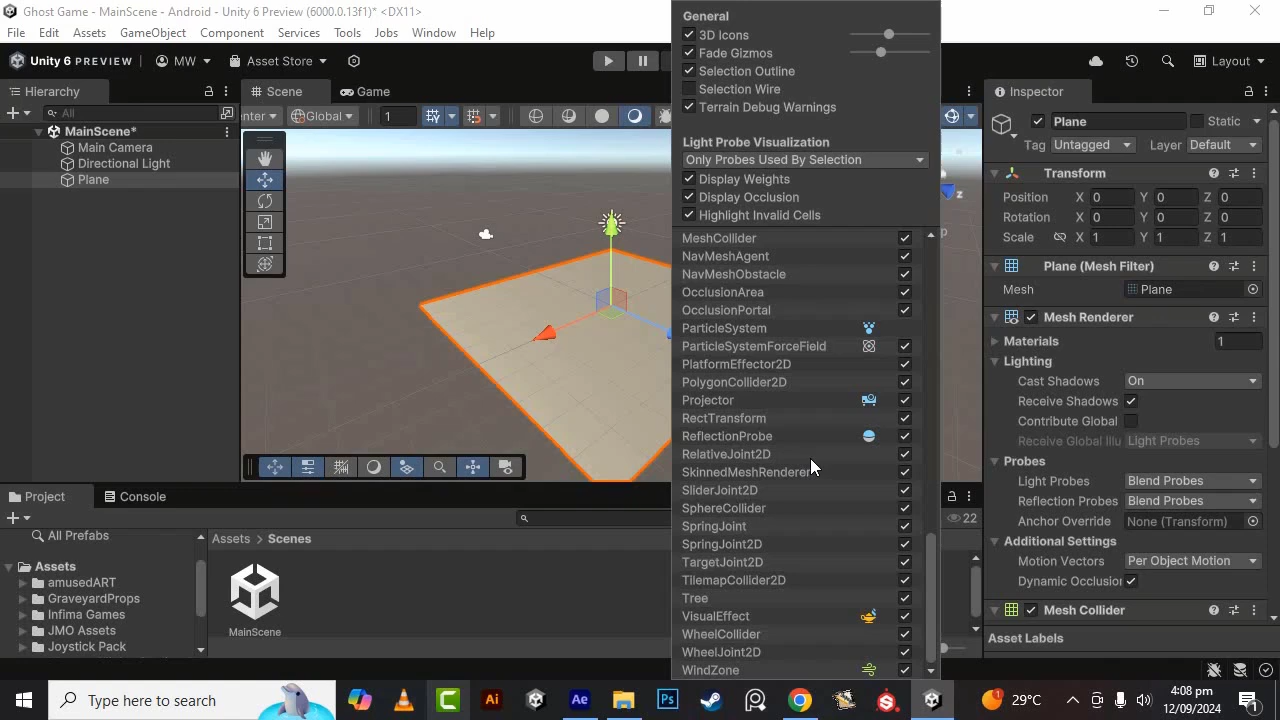 Ghost Game - MainScene - Android - Unity 6 Preview (6000.0.13f1)* <DX11>
File Edit Assets GameObject Component Services Tools Jobs Window Help
Unity 6 PREVIEW
Asset Store
Layout
Hierarchy
All
MainScene*
Main Camera
Directional Light
Plane
Scene
Game
enter
Global
1
z
General
3D Icons
Fade Gizmos
Selection Outline
Selection Wire
Terrain Debug Warnings
Light Probe Visualization
Only Probes Used By Selection
Display Weights
Display Occlusion
Highlight Invalid Cells
MeshCollider
NavMeshAgent
NavMeshObstacle
OcclusionArea
OcclusionPortal
ParticleSystem
ParticleSystemForceField
PlatformEffector2D
PolygonCollider2D
Projector
RectTransform
ReflectionProbe
RelativeJoint2D
SkinnedMeshRenderer
SliderJoint2D
SphereCollider
SpringJoint
SpringJoint2D
TargetJoint2D
TilemapCollider2D
Tree
VisualEffect
WheelCollider
WheelJoint2D
WindZone
Inspector
Plane
Static
Tag Untagged Layer Default
Transform
Position X 0 Y 0 Z 0
Rotation X 0 Y 0 Z 0
Scale X 1 Y 1 Z 1
Plane (Mesh Filter)
Mesh Plane
Mesh Renderer
Materials 1
Lighting
Cast Shadows On
Receive Shadows
Contribute Global
Receive Global Illu Light Probes
Probes
Light Probes Blend Probes
Reflection Probes Blend Probes
Anchor Override None (Transform)
Additional Settings
Motion Vectors Per Object Motion
Dynamic Occlusion
Mesh Collider
Asset Labels
Project
Console
22
All Prefabs
Assets
amusedART
GraveyardProps
Infima Games
JMO Assets
Joystick Pack
Assets > Scenes
MainScene
Type here to search
29°C
4:08 pm
12/09/2024
1